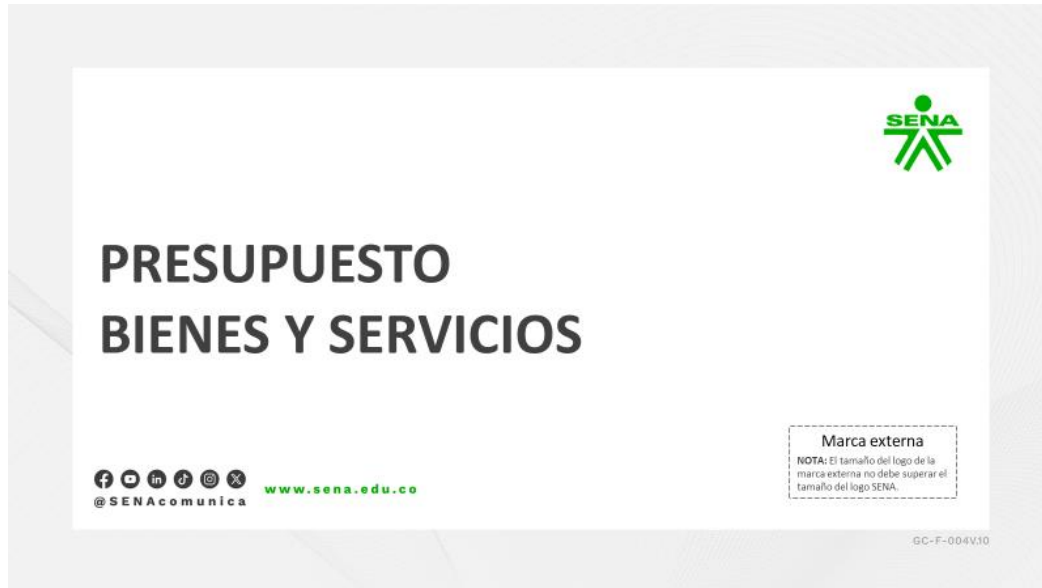 SENA
PRESUPUESTO
BIENES Y SERVICIOS
Marca externa
NOTA: El tamaño del logo de la
marca externa no debe superar el
tamaño del logo SENA.
@SENAcomunica
www.sena.edu.co
GC-F-004V.10